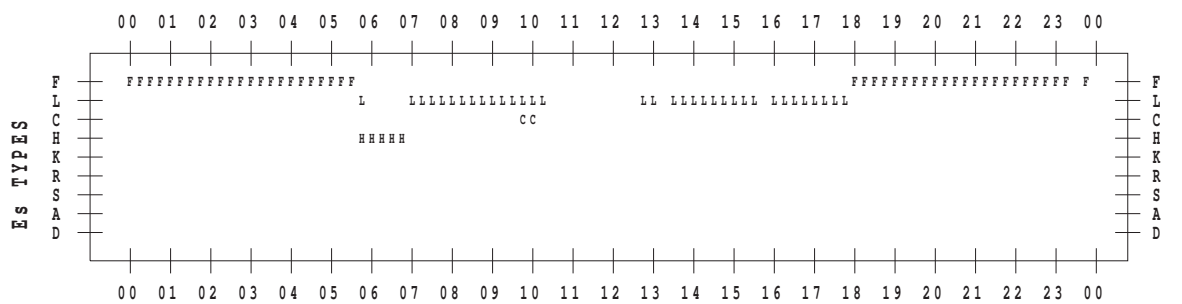 00 01 02 03 04 05 06 07 08 09 10 11 12 13 14 15 16 17 18 19 20 21 22 23 00
F FFFFFFFFFFFFFFFFFFFFFFF FFFFFFFFFFFFFFFFFFFFFF F F
L L LLLLLLLLLLLLLL LL LLLLLLLLL LLLLLLLL L
C CC C
H HHHHH H
K K
R R
S S
A A
D D
Es TYPES
00 01 02 03 04 05 06 07 08 09 10 11 12 13 14 15 16 17 18 19 20 21 22 23 00